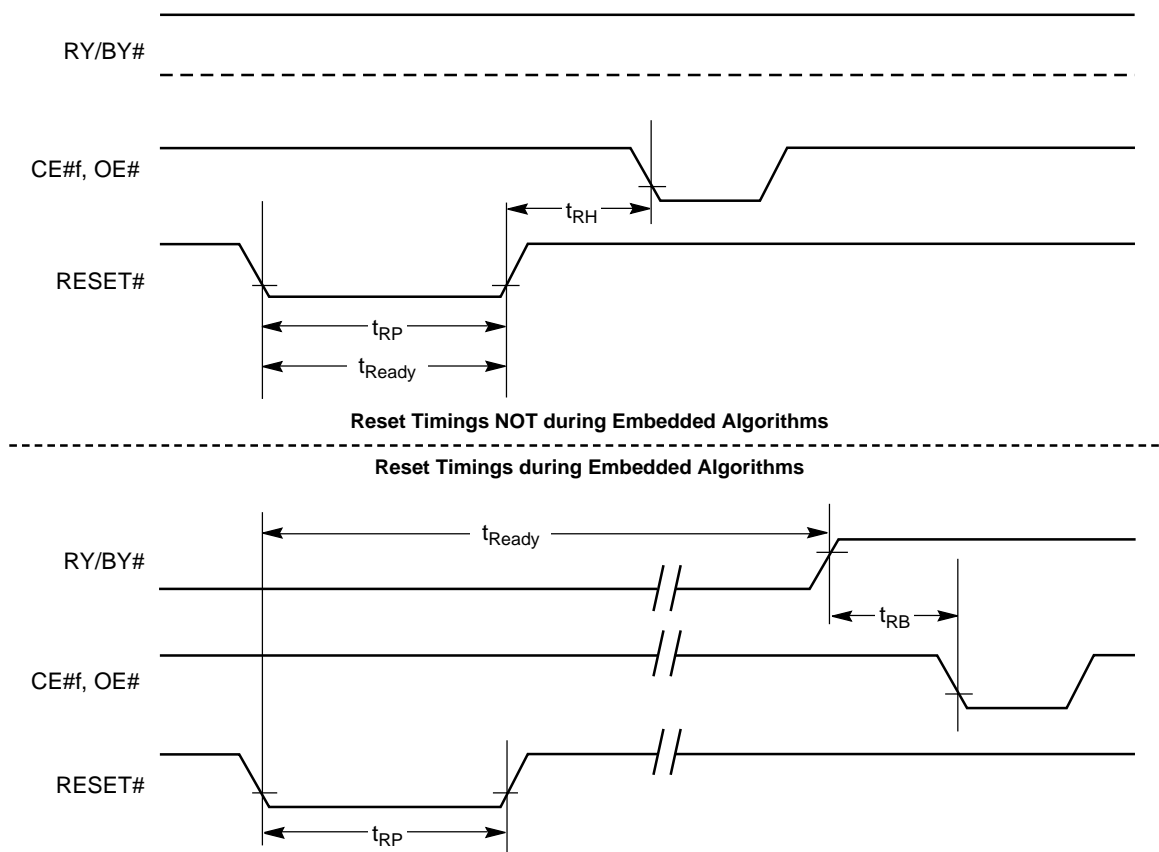 RY/BY#
CE#f, OE#
tRH
RESET#
tRP
tReady
Reset Timings NOT during Embedded Algorithms
Reset Timings during Embedded Algorithms
tReady
RY/BY#
tRB
CE#f, OE#
RESET#
tRP